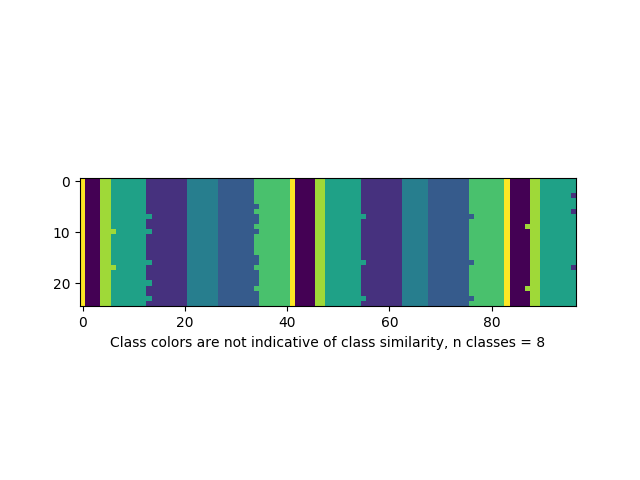 0
10
20
0 20 40 60 80
Class colors are not indicative of class similarity, n classes = 8